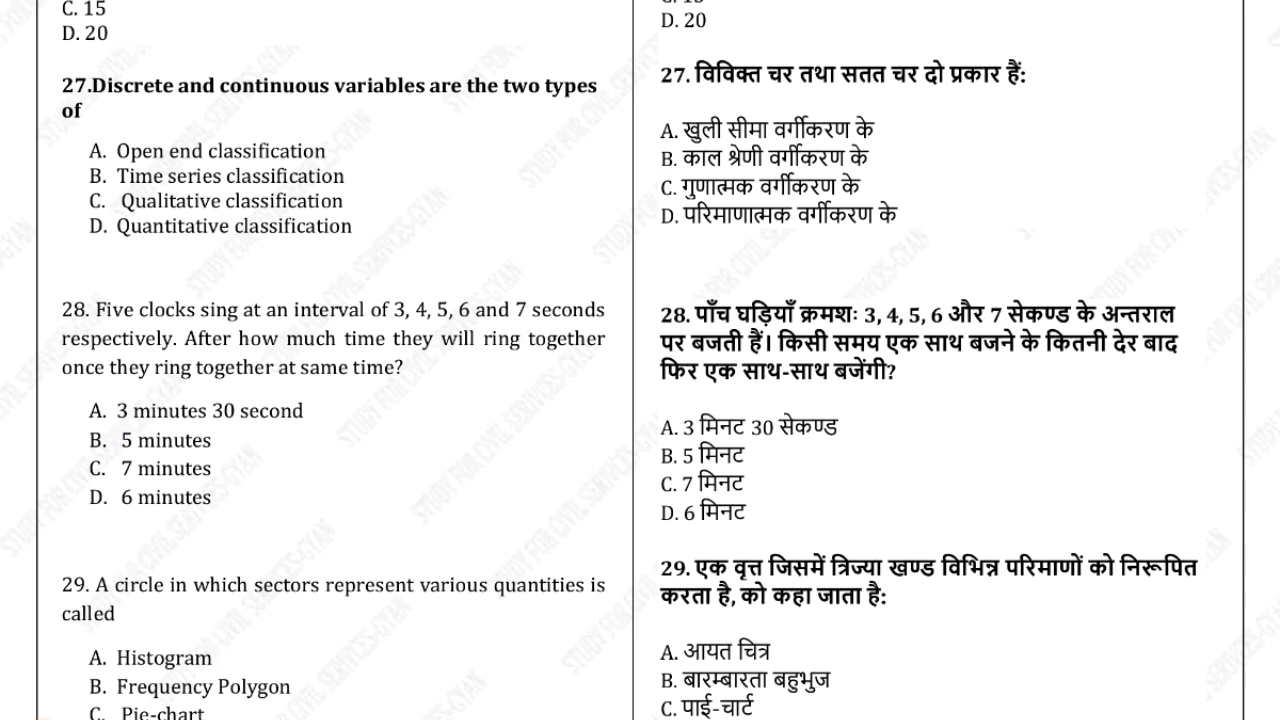 C. 15
D. 20
27.Discrete and continuous variables are the two types
of
A. Open end classification
B. Time series classification
C. Qualitative classification
D. Quantitative classification
28. Five clocks sing at an interval of 3, 4, 5, 6 and 7 seconds
respectively. After how much time they will ring together
once they ring together at same time?
A. 3 minutes 30 second
B. 5 minutes
C. 7 minutes
D. 6 minutes
29. A circle in which sectors represent various quantities is
called
A. Histogram
B. Frequency Polygon
C. Pie-chart
D. 20
27. विविक्त चर तथा सतत चर दो प्रकार हैं:
A. खुली सीमा वर्गीकरण के
B. काल श्रेणी वर्गीकरण के
C. गुणात्मक वर्गीकरण के
D. परिमाणात्मक वर्गीकरण के
28. पाँच घड़ियाँ क्रमशः 3, 4, 5, 6 और 7 सेकण्ड के अन्तराल
पर बजती हैं। किसी समय एक साथ बजने के कितनी देर बाद
फिर एक साथ-साथ बजेंगी?
A. 3 मिनट 30 सेकण्ड
B. 5 मिनट
C. 7 मिनट
D. 6 मिनट
29. एक वृत्त जिसमें त्रिज्या खण्ड विभिन्न परिमाणों को निरूपित
करता है, को कहा जाता है:
A. आयत चित्र
B. बारम्बारता बहुभुज
C. पाई-चार्ट